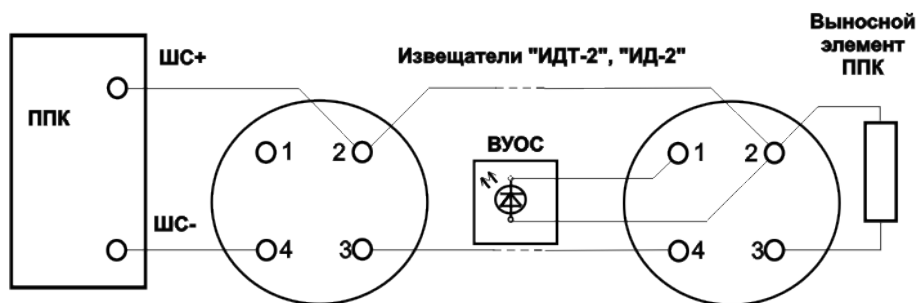 Выносной
элемент
ППК
ШС+
Извещатели "ИДТ-2", "ИД-2"
ППК
ВУОС
1
2
1
2
ШС-
4
3
4
3